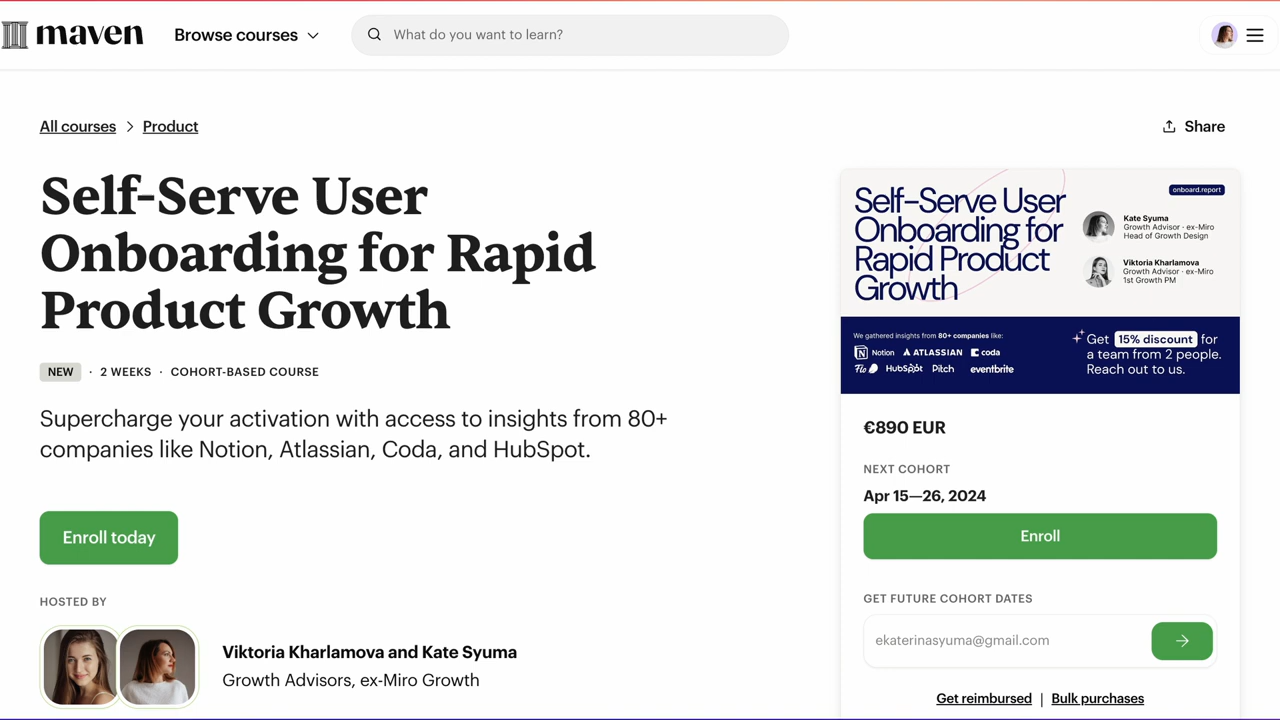 maven
Browse courses
What do you want to learn?
All courses > Product
Share
Self-Serve User
Onboarding for Rapid
Product Growth
NEW · 2 WEEKS · COHORT-BASED COURSE
Supercharge your activation with access to insights from 80+
companies like Notion, Atlassian, Coda, and HubSpot.
Enroll today
HOSTED BY
Viktoria Kharlamova and Kate Syuma
Growth Advisors, ex-Miro Growth
Self-Serve User
Onboarding for
Rapid Product
Growth
onboard.report
Kate Syuma
Growth Advisor · ex-Miro
Head of Growth Design
Viktoria Kharlamova
Growth Advisor · ex-Miro
1st Growth PM
We gathered insights from 80+ companies like:
Notion ATLASSIAN coda
Flo HubSpot Pitch eventbrite
Get 15% discount for
a team from 2 people.
Reach out to us.
€890 EUR
NEXT COHORT
Apr 15—26, 2024
Enroll
GET FUTURE COHORT DATES
ekaterinasyuma@gmail.com
Get reimbursed | Bulk purchases